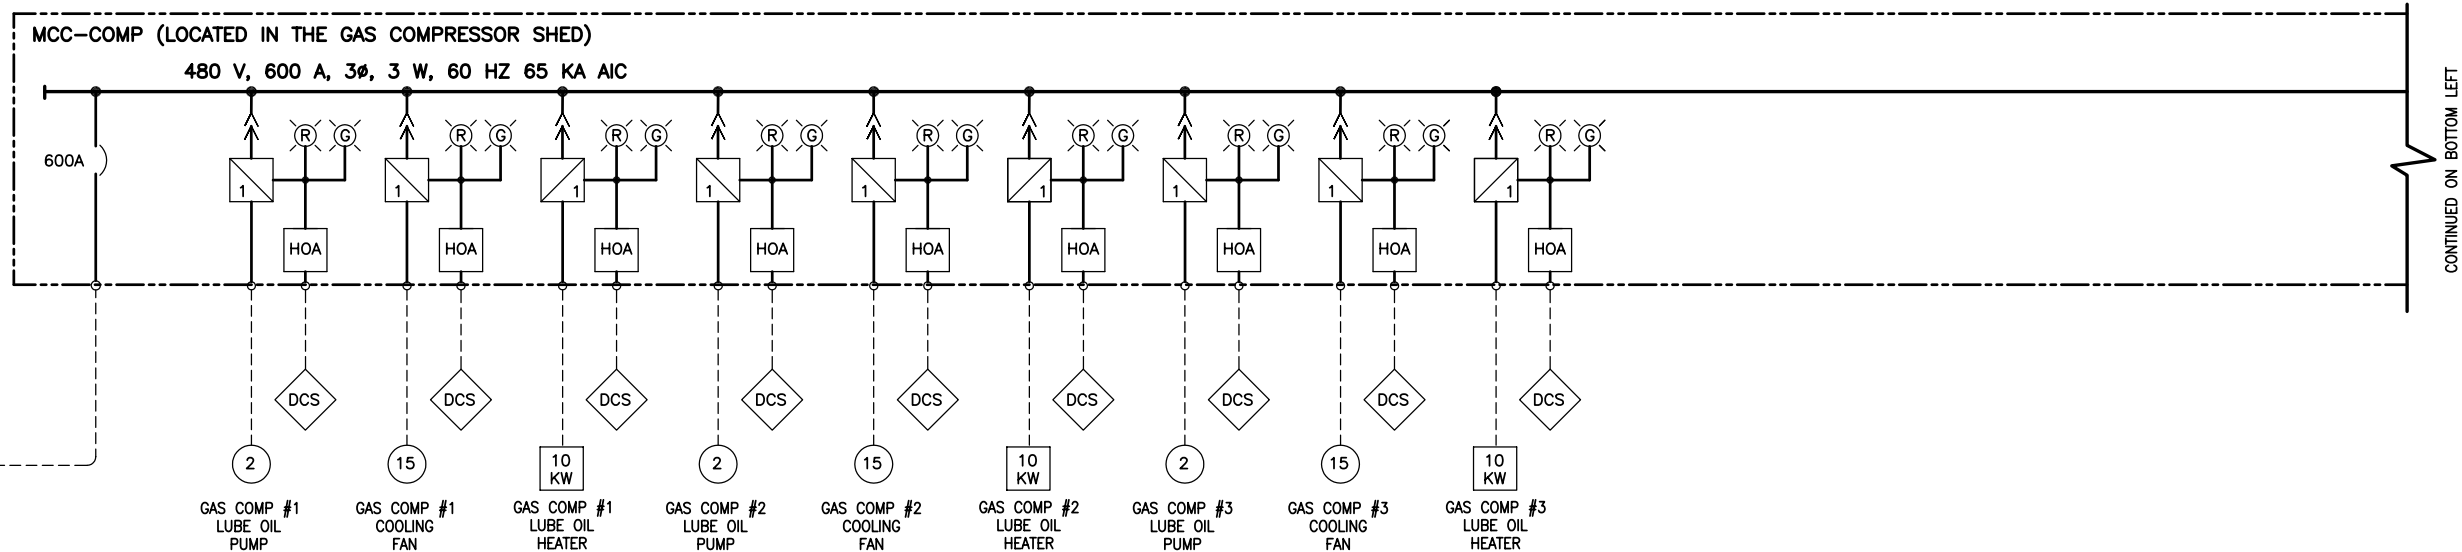 MCC-COMP (LOCATED IN THE GAS COMPRESSOR SHED)
480 V, 600 A, 3ø, 3 W, 60 HZ 65 KA AIC
R G R G R G R G R G R G R G R G R G
600A
1 1 1 1 1 1 1 1 1
HOA HOA HOA HOA HOA HOA HOA HOA HOA
DCS DCS DCS DCS DCS DCS DCS DCS DCS
2
GAS COMP #1
LUBE OIL
PUMP
15
GAS COMP #1
COOLING
FAN
10
KW
GAS COMP #1
LUBE OIL
HEATER
2
GAS COMP #2
LUBE OIL
PUMP
15
GAS COMP #2
COOLING
FAN
10
KW
GAS COMP #2
LUBE OIL
HEATER
2
GAS COMP #3
LUBE OIL
PUMP
15
GAS COMP #3
COOLING
FAN
10
KW
GAS COMP #3
LUBE OIL
HEATER
CONTINUED ON BOTTOM LEFT